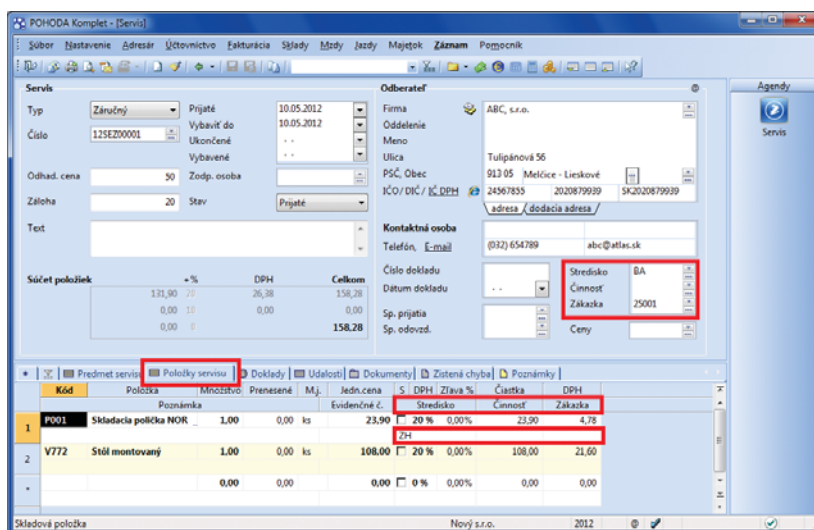 POHODA Komplet - [Servis]
Súbor Nastavenie Adresár Účtovníctvo Fakturácia Sklady Mzdy Jazdy Majetok Záznam Pomocník
Servis
Typ Záručný Prijaté 10.05.2012
Vybaviť do 10.05.2012
Číslo 12SEZ00001 Ukončené . .
Vybavené . .
Odhad. cena 50 Zodp. osoba
Záloha 20 Stav Prijaté
Text
Súčet položiek +% DPH Celkom
131,90 20 26,38 158,28
0,00 10 0,00 0,00
0,00 0 158,28
Odberateľ
Firma ABC, s.r.o.
Oddelenie
Meno
Ulica Tulipánová 56
PSČ, Obec 913 05 Melčice - Lieskové
IČO/DIČ/IČ DPH 24567855 2020879939 SK2020879939
adresa dodacia adresa
Kontaktná osoba
Telefón, E-mail (032) 654789 abc@atlas.sk
Číslo dokladu
Dátum dokladu . .
Sp. prijatia
Sp. odovzd.
Stredisko BA
Činnosť
Zákazka 25001
Ceny
Agendy
Servis
Predmet servisu Položky servisu Doklady Udalosti Dokumenty Zistená chyba Poznámky
Kód Položka Množstvo Prenesené M.j. Jedn.cena S DPH Zľava % Čiastka DPH
Poznámka Evidenčné č. Stredisko Činnosť Zákazka
1 P001 Skladacia polička NOR 1,00 0,00 ks 23,90 20 % 0,00% 23,90 4,78
ZH
2 V772 Stôl montovaný 1,00 0,00 ks 108,00 20 % 0,00% 108,00 21,60
* 0,00 0,00 0,00 0 % 0,00% 0,00 0,00
Skladová položka Nový s.r.o. 2012 @